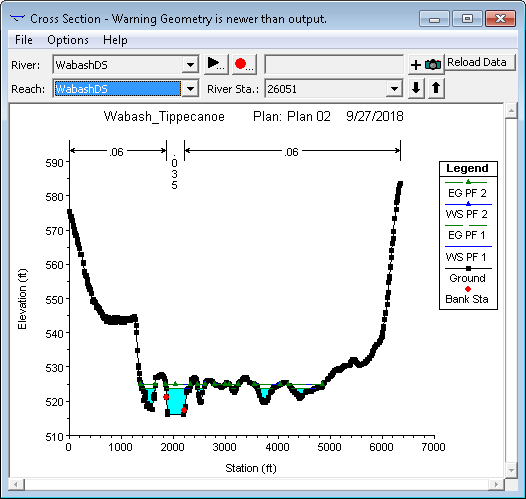 Cross Section - Warning Geometry is newer than output.
File Options Help
River: WabashDS ... ... + Reload Data
Reach: WabashDS River Sta.: 26051
Wabash_Tippecanoe Plan: Plan 02 9/27/2018
.06 .035 .06
Legend
EG PF 2
WS PF 2
EG PF 1
WS PF 1
Ground
Bank Sta
590
580
570
560
550
540
530
520
510
Elevation (ft)
0 1000 2000 3000 4000 5000 6000 7000
Station (ft)